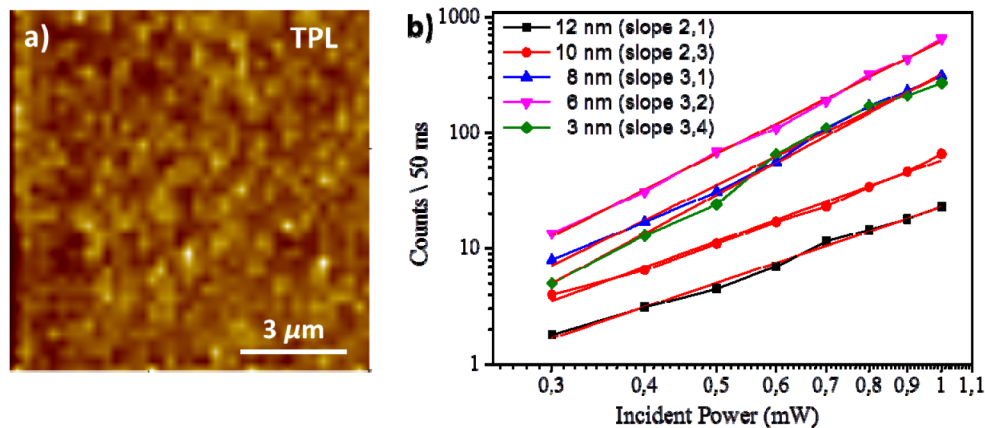 a)
TPL
3 µm
b)
1000
100
10
1
Counts \ 50 ms
12 nm (slope 2,1)
10 nm (slope 2,3)
8 nm (slope 3,1)
6 nm (slope 3,2)
3 nm (slope 3,4)
0,3 0,4 0,5 0,6 0,7 0,8 0,9 1 1,1
Incident Power (mW)